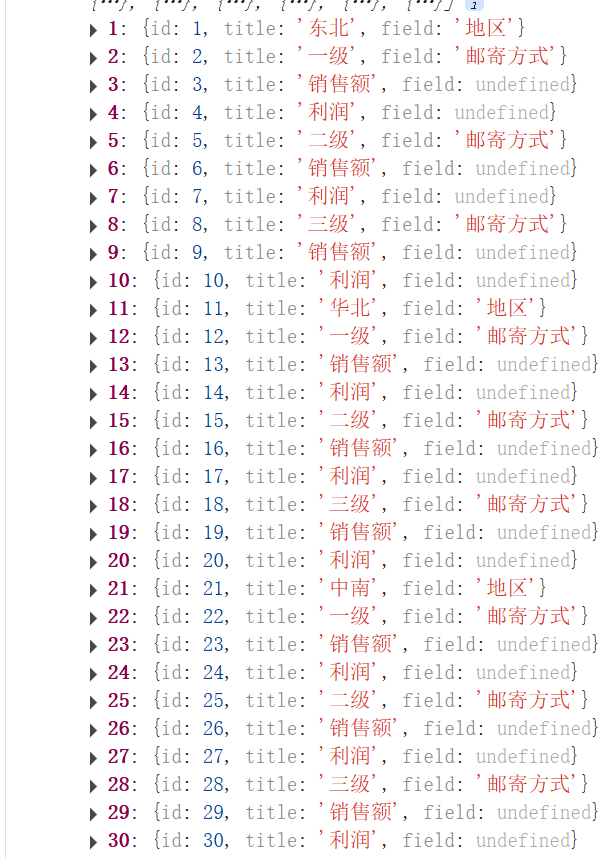 {…}, {…}, {…}, {…}, {…}, {…}] i
1: {id: 1, title: '东北', field: '地区'}
2: {id: 2, title: '一级', field: '邮寄方式'}
3: {id: 3, title: '销售额', field: undefined}
4: {id: 4, title: '利润', field: undefined}
5: {id: 5, title: '二级', field: '邮寄方式'}
6: {id: 6, title: '销售额', field: undefined}
7: {id: 7, title: '利润', field: undefined}
8: {id: 8, title: '三级', field: '邮寄方式'}
9: {id: 9, title: '销售额', field: undefined}
10: {id: 10, title: '利润', field: undefined}
11: {id: 11, title: '华北', field: '地区'}
12: {id: 12, title: '一级', field: '邮寄方式'}
13: {id: 13, title: '销售额', field: undefined}
14: {id: 14, title: '利润', field: undefined}
15: {id: 15, title: '二级', field: '邮寄方式'}
16: {id: 16, title: '销售额', field: undefined}
17: {id: 17, title: '利润', field: undefined}
18: {id: 18, title: '三级', field: '邮寄方式'}
19: {id: 19, title: '销售额', field: undefined}
20: {id: 20, title: '利润', field: undefined}
21: {id: 21, title: '中南', field: '地区'}
22: {id: 22, title: '一级', field: '邮寄方式'}
23: {id: 23, title: '销售额', field: undefined}
24: {id: 24, title: '利润', field: undefined}
25: {id: 25, title: '二级', field: '邮寄方式'}
26: {id: 26, title: '销售额', field: undefined}
27: {id: 27, title: '利润', field: undefined}
28: {id: 28, title: '三级', field: '邮寄方式'}
29: {id: 29, title: '销售额', field: undefined}
30: {id: 30, title: '利润', field: undefined}